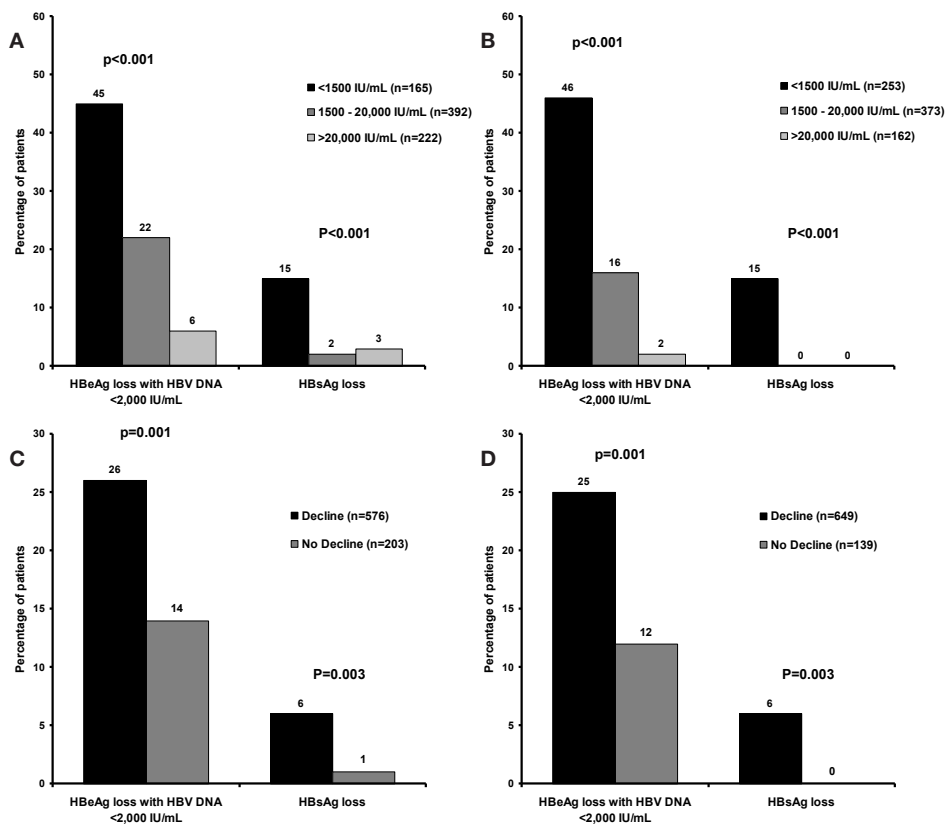 A
60
50
40
30
20
10
0
Percentage of patients
p<0.001
45
22
6
P<0.001
15
2
3
<1500 IU/mL (n=165)
1500 - 20,000 IU/mL (n=392)
>20,000 IU/mL (n=222)
HBeAg loss with HBV DNA
<2,000 IU/mL
HBsAg loss
B
60
50
40
30
20
10
0
Percentage of patients
p<0.001
46
16
2
P<0.001
15
0
0
<1500 IU/mL (n=253)
1500 - 20,000 IU/mL (n=373)
>20,000 IU/mL (n=162)
HBeAg loss with HBV DNA
<2,000 IU/mL
HBsAg loss
C
30
25
20
15
10
5
0
Percentage of patients
p=0.001
26
14
P=0.003
6
1
Decline (n=576)
No Decline (n=203)
HBeAg loss with HBV DNA
<2,000 IU/mL
HBsAg loss
D
30
25
20
15
10
5
0
Percentage of patients
p=0.001
25
12
P=0.003
6
0
Decline (n=649)
No Decline (n=139)
HBeAg loss with HBV DNA
<2,000 IU/mL
HBsAg loss